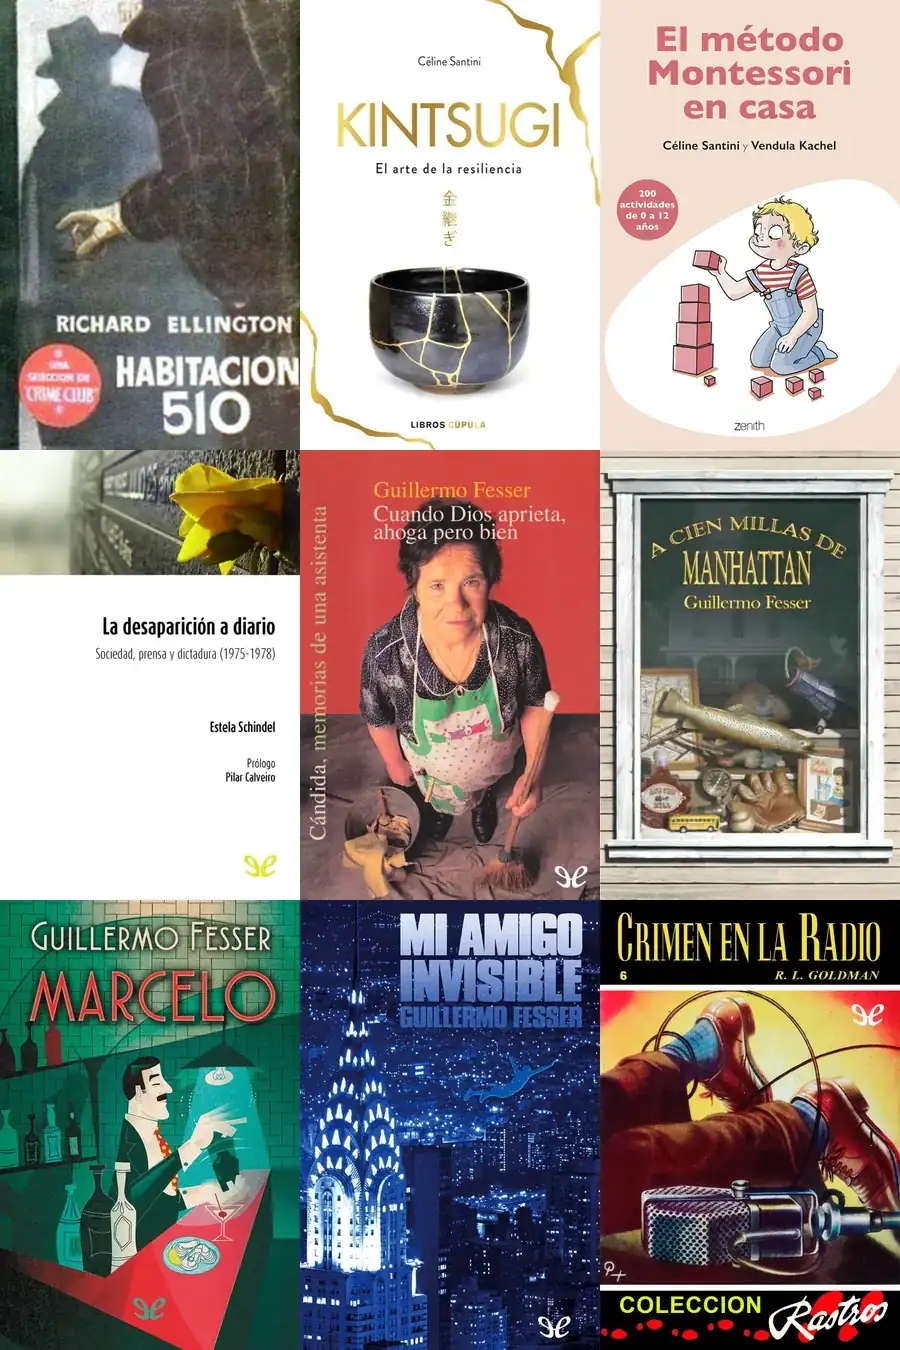 RICHARD ELLINGTON
UNA
SELECCION DE
"CRIME CLUB"
HABITACION
510
Céline Santini
KINTSUGI
El arte de la resiliencia
金
継
ぎ
LIBROS CÚPULA
El método
Montessori
en casa
Céline Santini y Vendula Kachel
200
actividades
de 0 a 12
años
zenith
La desaparición a diario
Sociedad, prensa y dictadura (1975-1978)
Estela Schindel
Prólogo
Pilar Calveiro
Guillermo Fesser
Cuando Dios aprieta,
ahoga pero bien
Cándida, memorias de una asistenta
A CIEN MILLAS DE
MANHATTAN
Guillermo Fesser
GUILLERMO FESSER
MARCELO
MI AMIGO
INVISIBLE
GUILLERMO FESSER
CRIMEN EN LA RADIO
6
R. L. GOLDMAN
COLECCION
Rastros